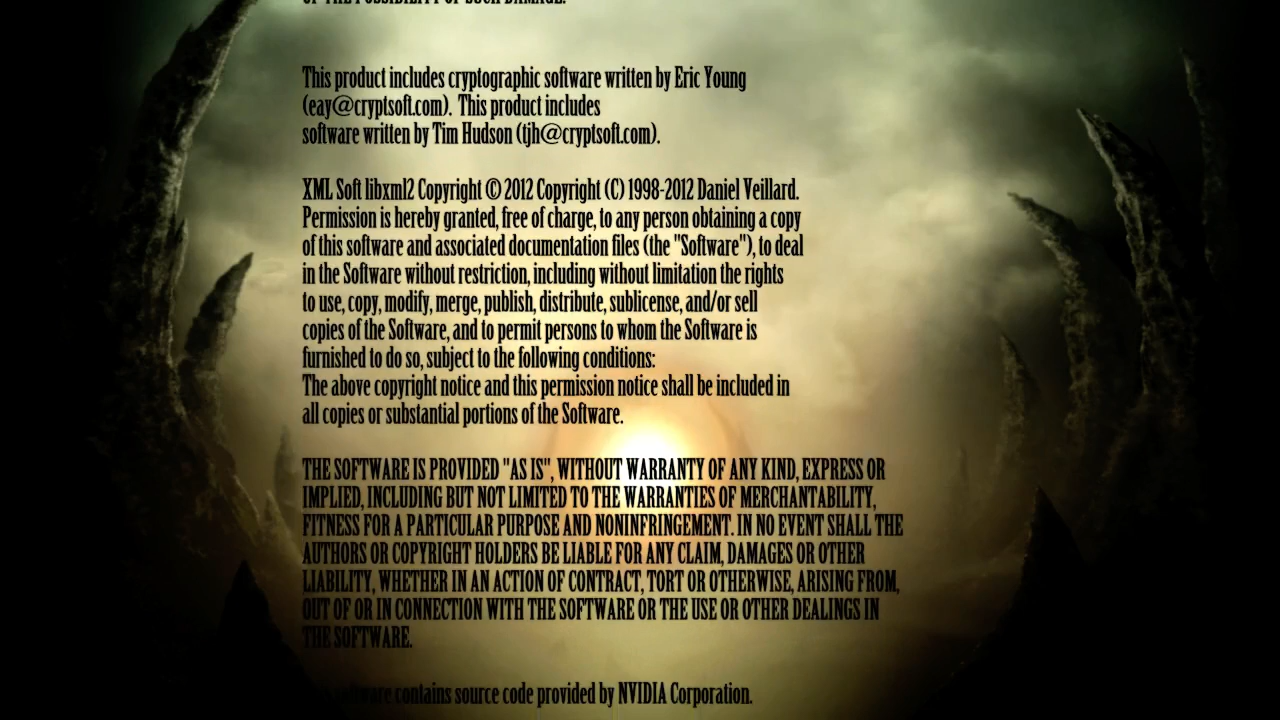 OF THE POSSIBILITY OF SUCH DAMAGE.
This product includes cryptographic software written by Eric Young
(eay@cryptsoft.com). This product includes
software written by Tim Hudson (tjh@cryptsoft.com).
XML Soft libxml2 Copyright © 2012 Copyright (C) 1998-2012 Daniel Veillard.
Permission is hereby granted, free of charge, to any person obtaining a copy
of this software and associated documentation files (the "Software"), to deal
in the Software without restriction, including without limitation the rights
to use, copy, modify, merge, publish, distribute, sublicense, and/or sell
copies of the Software, and to permit persons to whom the Software is
furnished to do so, subject to the following conditions:
The above copyright notice and this permission notice shall be included in
all copies or substantial portions of the Software.
THE SOFTWARE IS PROVIDED "AS IS", WITHOUT WARRANTY OF ANY KIND, EXPRESS OR
IMPLIED, INCLUDING BUT NOT LIMITED TO THE WARRANTIES OF MERCHANTABILITY,
FITNESS FOR A PARTICULAR PURPOSE AND NONINFRINGEMENT. IN NO EVENT SHALL THE
AUTHORS OR COPYRIGHT HOLDERS BE LIABLE FOR ANY CLAIM, DAMAGES OR OTHER
LIABILITY, WHETHER IN AN ACTION OF CONTRACT, TORT OR OTHERWISE, ARISING FROM,
OUT OF OR IN CONNECTION WITH THE SOFTWARE OR THE USE OR OTHER DEALINGS IN
THE SOFTWARE.
software contains source code provided by NVIDIA Corporation.